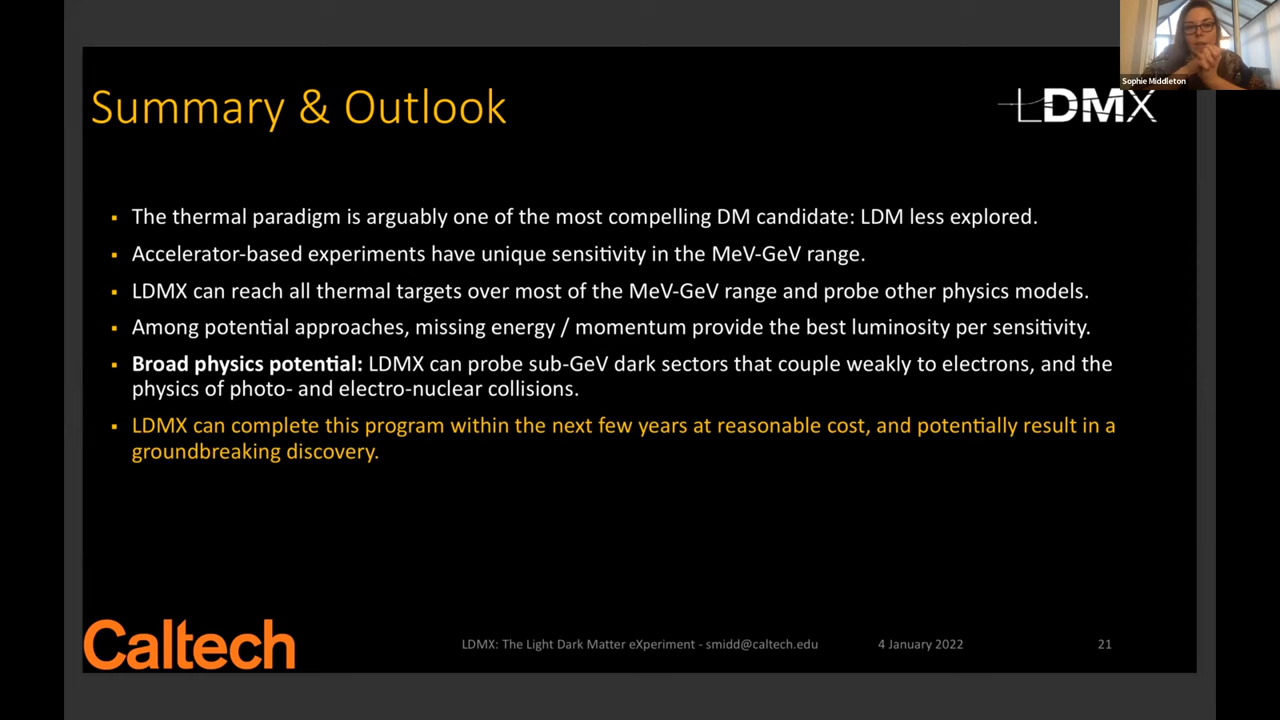 Sophie Middleton
Summary & Outlook
LDMX
▪ The thermal paradigm is arguably one of the most compelling DM candidate: LDM less explored.
▪ Accelerator-based experiments have unique sensitivity in the MeV-GeV range.
▪ LDMX can reach all thermal targets over most of the MeV-GeV range and probe other physics models.
▪ Among potential approaches, missing energy / momentum provide the best luminosity per sensitivity.
▪ Broad physics potential: LDMX can probe sub-GeV dark sectors that couple weakly to electrons, and the
physics of photo- and electro-nuclear collisions.
▪ LDMX can complete this program within the next few years at reasonable cost, and potentially result in a
groundbreaking discovery.
Caltech
LDMX: The Light Dark Matter eXperiment - smidd@caltech.edu
4 January 2022
21